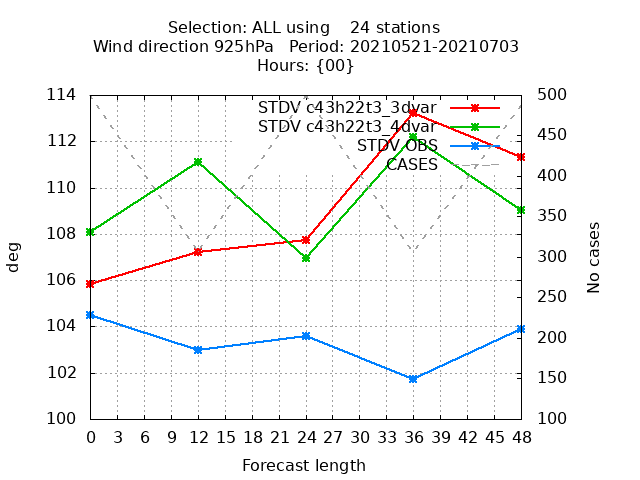 Selection: ALL using    24 stations
Wind direction 925hPa   Period: 20210521-20210703
Hours: {00}
STDV c43h22t3_3dvar
STDV c43h22t3_4dvar
STDV OBS
CASES
114
112
110
108
106
104
102
100
500
450
400
350
300
250
200
150
100
deg
No cases
0 3 6 9 12 15 18 21 24 27 30 33 36 39 42 45 48
Forecast length